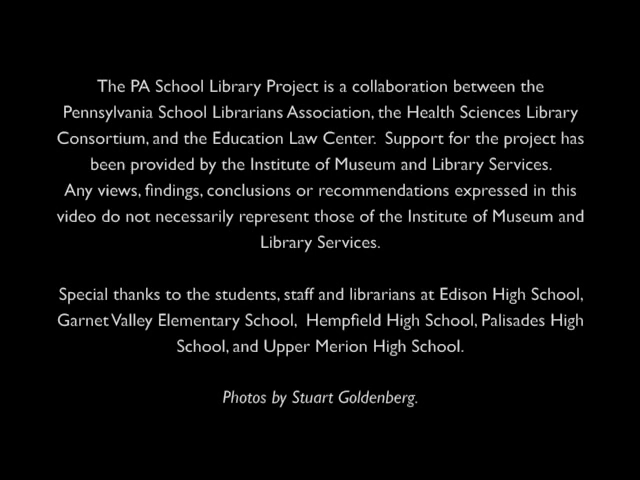 The PA School Library Project is a collaboration between the
Pennsylvania School Librarians Association, the Health Sciences Library
Consortium, and the Education Law Center.  Support for the project has
been provided by the Institute of Museum and Library Services.
Any views, findings, conclusions or recommendations expressed in this
video do not necessarily represent those of the Institute of Museum and
Library Services.
Special thanks to the students, staff and librarians at Edison High School,
Garnet Valley Elementary School,  Hempfield High School, Palisades High
School, and Upper Merion High School.
Photos by Stuart Goldenberg.